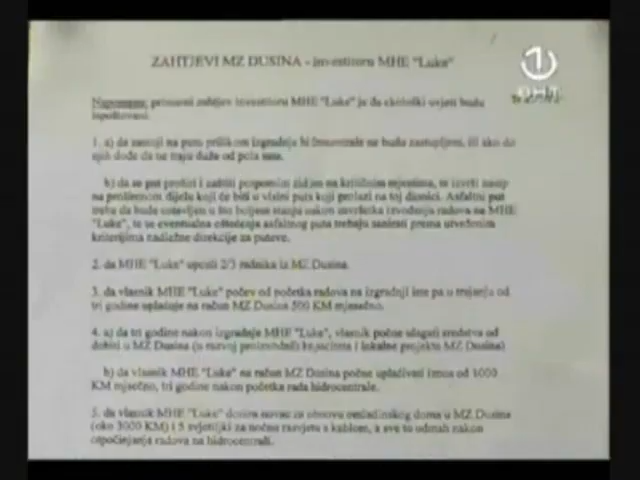 1
BHT
ZAHTJEVI MZ DUSINA - investitoru MHE "Luke"
Napomena: primarni zahtjev investitoru MHE "Luke" je da ekološki uvjeti budu
ispoštovani.
1. a) da zastoji na putu prilikom izgradnje hidrocentrale ne budu zastupljeni, ili ako do
njih dođe da ne traju duže od pola sata.
b) da se put proširi i zaštiti potpornim zidom na kritičnim mjestima, te izvrši nasip
na proširenom dijelu koji će biti u visini puta koji prolazi na toj dionici. Asfaltni put
treba da bude ostavljen u što boljem stanju nakon završetka izvođenja radova na MHE
"Luke", te se eventualna oštećenja asfaltnog puta trebaju sanirati prema utvrđenim
kriterijima nadležne direkcije za puteve.
2. da MHE "Luke" uposli 2/3 radnika iz MZ Dusina.
3. da vlasnik MHE "Luke" počev od početka radova na izgradnji iste pa u trajanju od
tri godine uplaćuje na račun MZ Dusina 500 KM mjesečno.
4. a) da tri godine nakon izgradnje MHE "Luke", vlasnik počne ulagati sredstva od
dobiti u MZ Dusina (u razvoj proizvodnih kapaciteta i lokalne projekte MZ Dusina)
b) da vlasnik MHE "Luke" na račun MZ Dusina počne uplaćivati iznos od 1000
KM mjsečno, tri godine nakon početka rada hidrocentrale.
5. da vlasnik MHE "Luke" donira novac za obnovu omladinskog doma u MZ Dusina
(oko 3000 KM) i 5 svjetiljki za noćnu rasvjetu s kablom, a sve to odmah nakon
otpočinjanja radova na hidrocentrali.